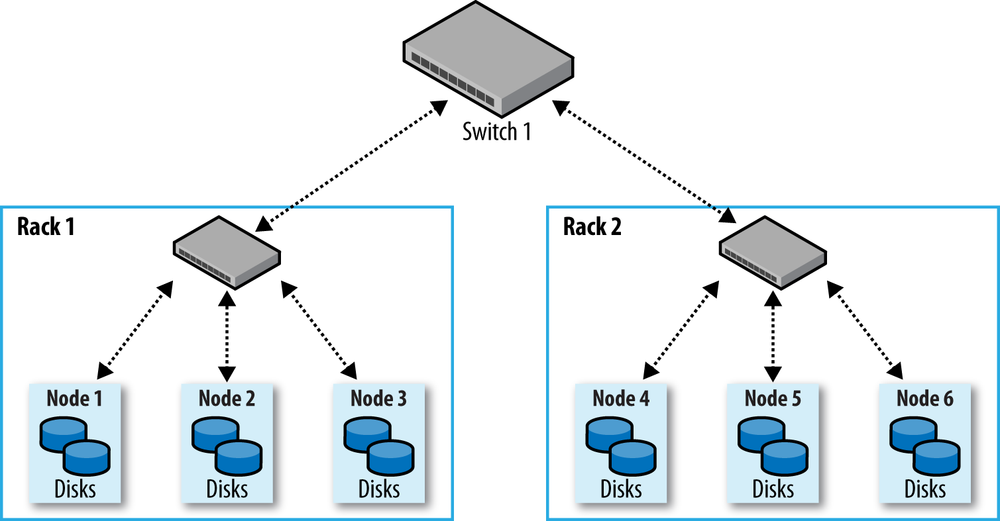 Switch 1
Rack 1
Rack 2
Node 1
Node 2
Node 3
Node 4
Node 5
Node 6
Disks
Disks
Disks
Disks
Disks
Disks